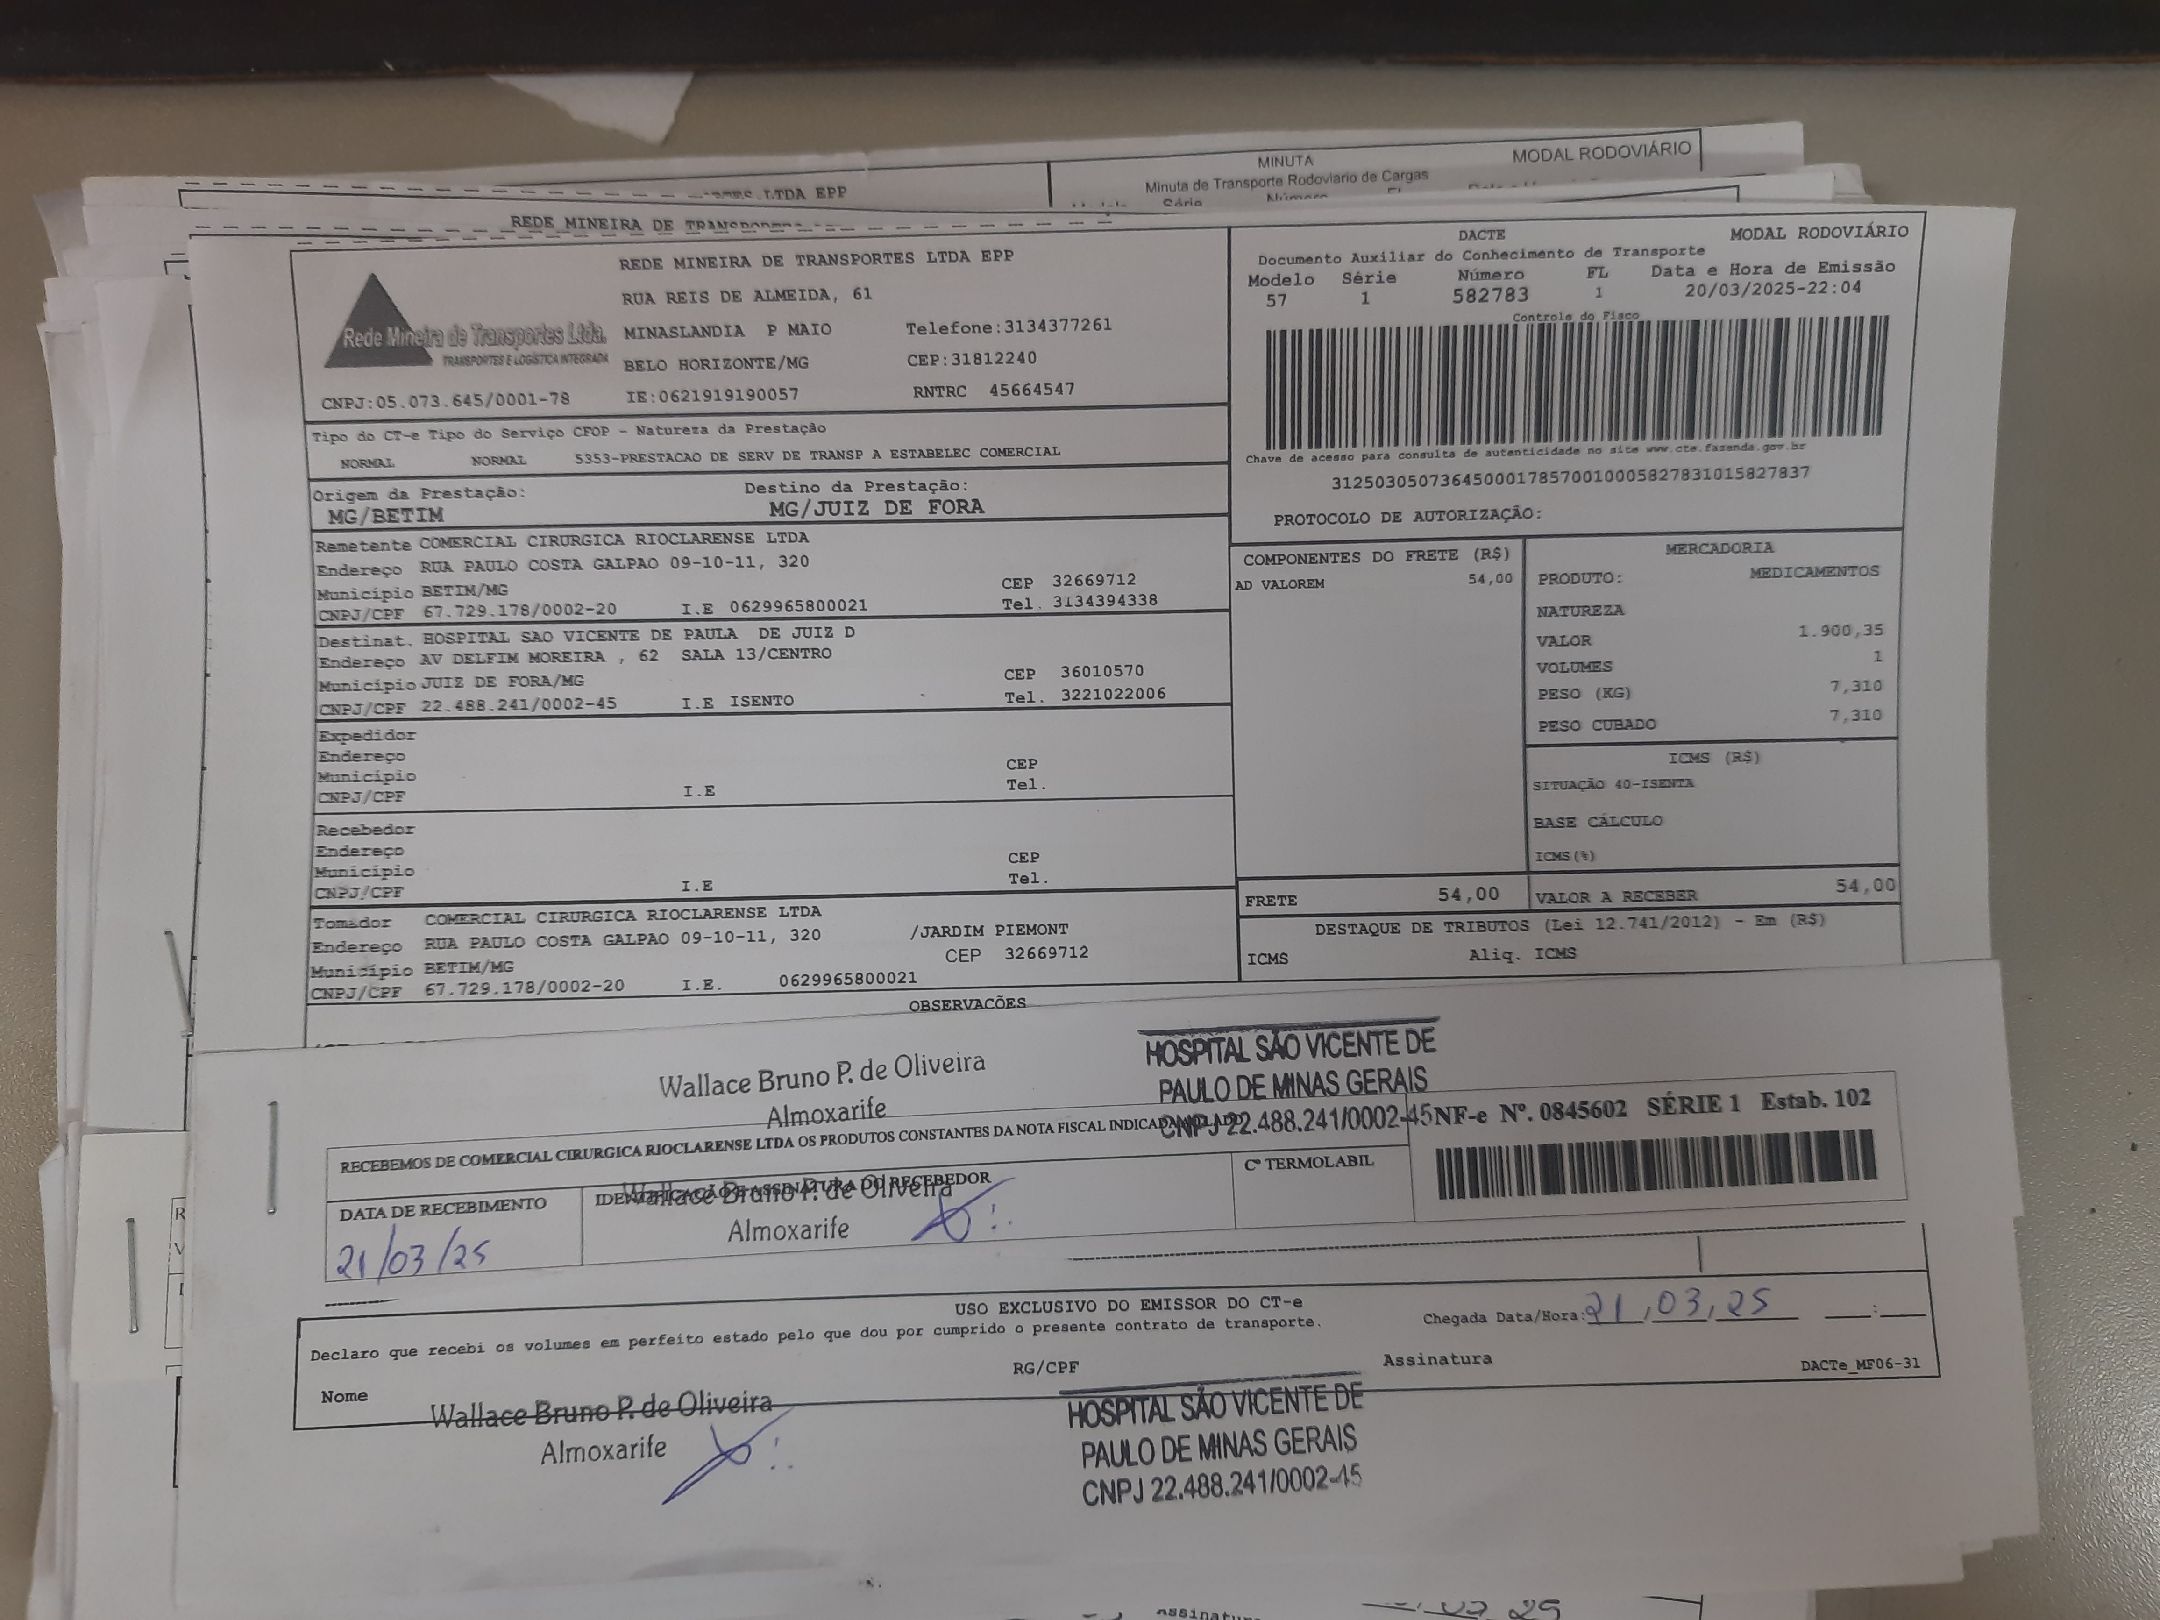 MINUTA
MODAL RODOVIÁRIO
Minuta de Transporte Rodoviario de Cargas
LTDA EPP
Série Número
REDE MINEIRA DE
REDE MINEIRA DE TRANSPORTES LTDA EPP
RUA REIS DE ALMEIDA, 61
Rede Mineira de Transportes Ltda.
TRANSPORTES E LOGÍSTICA INTEGRADA
MINASLANDIA P MAIO Telefone:3134377261
BELO HORIZONTE/MG CEP:31812240
CNPJ:05.073.645/0001-78 IE:0621919190057 RNTRC 45664547
DACTE MODAL RODOVIÁRIO
Documento Auxiliar do Conhecimento de Transporte
Modelo Série Número FL Data e Hora de Emissão
57 1 582783 1 20/03/2025-22:04
Controle do Fisco
Chave de acesso para consulta de autenticidade no site www.cte.fazenda.gov.br
31250305073645000178570010005827831015827837
PROTOCOLO DE AUTORIZAÇÃO:
Tipo do CT-e Tipo do Serviço CFOP - Natureza da Prestação
NORMAL NORMAL 5353-PRESTACAO DE SERV DE TRANSP A ESTABELEC COMERCIAL
Origem da Prestação: Destino da Prestação:
MG/BETIM MG/JUIZ DE FORA
Remetente COMERCIAL CIRURGICA RIOCLARENSE LTDA
Endereço RUA PAULO COSTA GALPAO 09-10-11, 320
Município BETIM/MG CEP 32669712
CNPJ/CPF 67.729.178/0002-20 I.E 0629965800021 Tel. 3134394338
Destinat. HOSPITAL SAO VICENTE DE PAULA DE JUIZ D
Endereço AV DELFIM MOREIRA , 62 SALA 13/CENTRO
Município JUIZ DE FORA/MG CEP 36010570
CNPJ/CPF 22.488.241/0002-45 I.E ISENTO Tel. 3221022006
Expedidor
Endereço
Município CEP
CNPJ/CPF I.E Tel.
Recebedor
Endereço
Município CEP
CNPJ/CPF I.E Tel.
Tomador COMERCIAL CIRURGICA RIOCLARENSE LTDA
Endereço RUA PAULO COSTA GALPAO 09-10-11, 320 /JARDIM PIEMONT
Município BETIM/MG CEP 32669712
CNPJ/CPF 67.729.178/0002-20 I.E. 0629965800021
COMPONENTES DO FRETE (R$)
AD VALOREM 54,00
MERCADORIA
PRODUTO: MEDICAMENTOS
NATUREZA
VALOR 1.900,35
VOLUMES 1
PESO (KG) 7,310
PESO CUBADO 7,310
ICMS (R$)
SITUAÇÃO 40-ISENTA
BASE CÁLCULO
ICMS(%)
FRETE 54,00 VALOR A RECEBER 54,00
DESTAQUE DE TRIBUTOS (Lei 12.741/2012) - Em (R$)
ICMS Aliq. ICMS
OBSERVAÇÕES
Wallace Bruno P. de Oliveira
Almoxarife
HOSPITAL SÃO VICENTE DE
PAULO DE MINAS GERAIS
CNPJ 22.488.241/0002-45
NF-e Nº. 0845602 SÉRIE 1 Estab. 102
RECEBEMOS DE COMERCIAL CIRURGICA RIOCLARENSE LTDA OS PRODUTOS CONSTANTES DA NOTA FISCAL INDICADA AO LADO
DATA DE RECEBIMENTO IDENTIFICAÇÃO E ASSINATURA DO RECEBEDOR Cº TERMOLABIL
21/03/25
Wallace Bruno P. de Oliveira
Almoxarife
USO EXCLUSIVO DO EMISSOR DO CT-e
Declaro que recebi os volumes em perfeito estado pelo que dou por cumprido o presente contrato de transporte.
Chegada Data/Hora: 21,03,25 :
Nome RG/CPF Assinatura DACTe_MF06-31
Wallace Bruno P. de Oliveira
Almoxarife
HOSPITAL SÃO VICENTE DE
PAULO DE MINAS GERAIS
CNPJ 22.488.241/0002-45